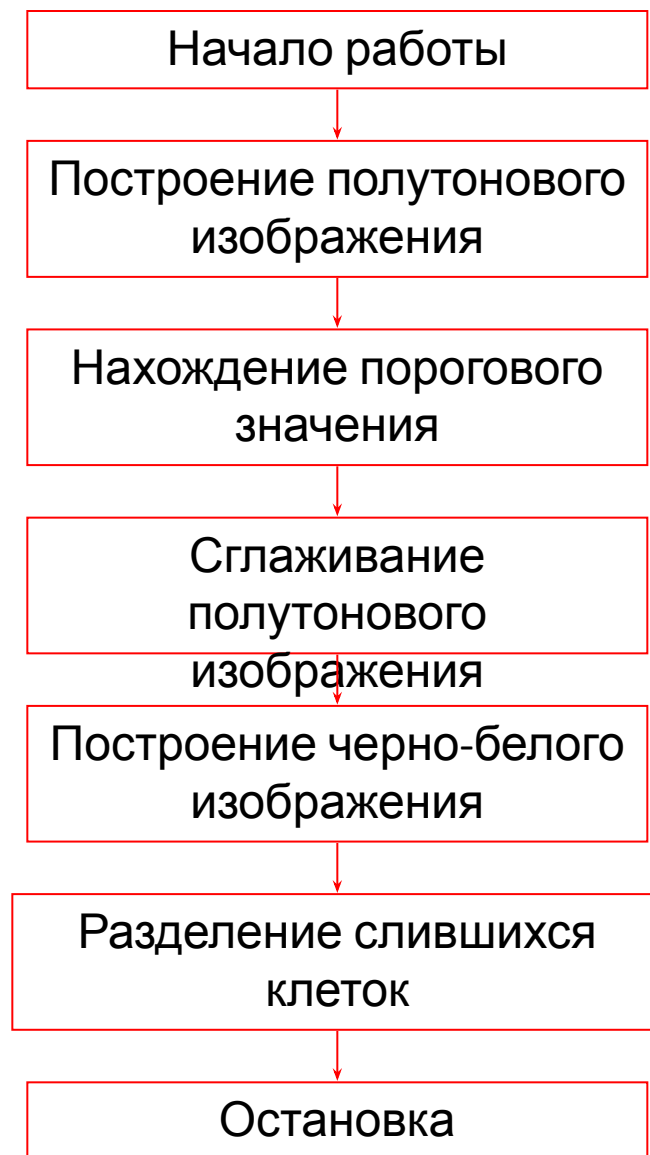 Начало работы
Построение полутонового
изображения
Нахождение порогового
значения
Сглаживание
полутонового
изображения
Построение черно-белого
изображения
Разделение слившихся
клеток
Остановка